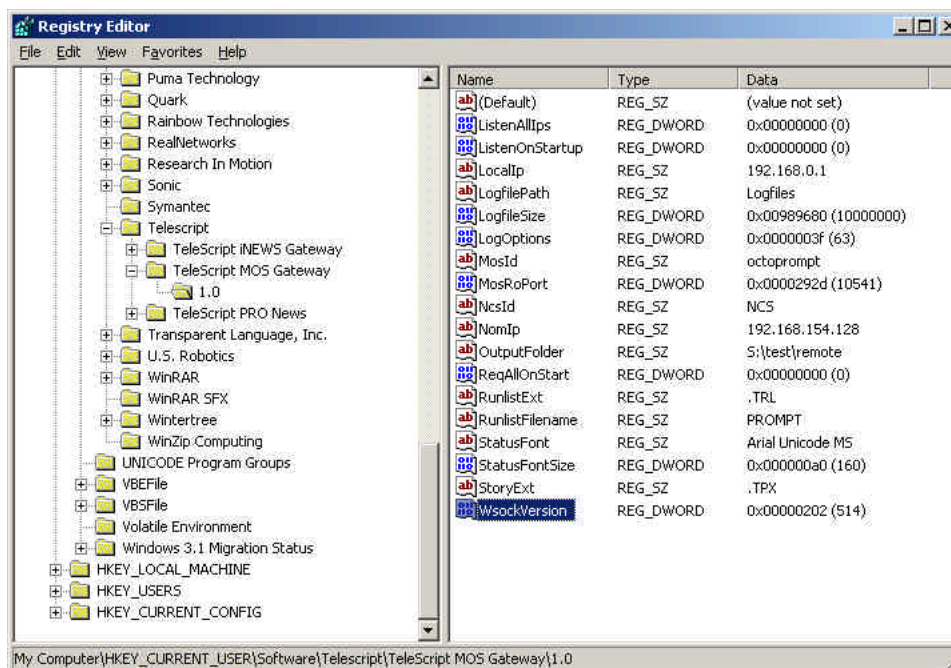 Registry Editor
File Edit View Favorites Help
Puma Technology
Quark
Rainbow Technologies
RealNetworks
Research In Motion
Sonic
Symantec
Telescript
TeleScript iNEWS Gateway
TeleScript MOS Gateway
1.0
TeleScript PRO News
Transparent Language, Inc.
U.S. Robotics
WinRAR
WinRAR SFX
Wintertree
WinZip Computing
UNICODE Program Groups
VBEFile
VBSFile
Volatile Environment
Windows 3.1 Migration Status
HKEY_LOCAL_MACHINE
HKEY_USERS
HKEY_CURRENT_CONFIG
Name Type Data
(Default) REG_SZ (value not set)
ListenAllIps REG_DWORD 0x00000000 (0)
ListenOnStartup REG_DWORD 0x00000000 (0)
LocalIp REG_SZ 192.168.0.1
LogfilePath REG_SZ Logfiles
LogfileSize REG_DWORD 0x00989680 (10000000)
LogOptions REG_DWORD 0x0000003f (63)
MosId REG_SZ octoprompt
MosRoPort REG_DWORD 0x0000292d (10541)
NcsId REG_SZ NCS
NomIp REG_SZ 192.168.154.128
OutputFolder REG_SZ S:\test\remote
ReqAllOnStart REG_DWORD 0x00000000 (0)
RunlistExt REG_SZ .TRL
RunlistFilename REG_SZ PROMPT
StatusFont REG_SZ Arial Unicode MS
StatusFontSize REG_DWORD 0x000000a0 (160)
StoryExt REG_SZ .TPX
WsockVersion REG_DWORD 0x00000202 (514)
My Computer\HKEY_CURRENT_USER\Software\Telescript\TeleScript MOS Gateway\1.0